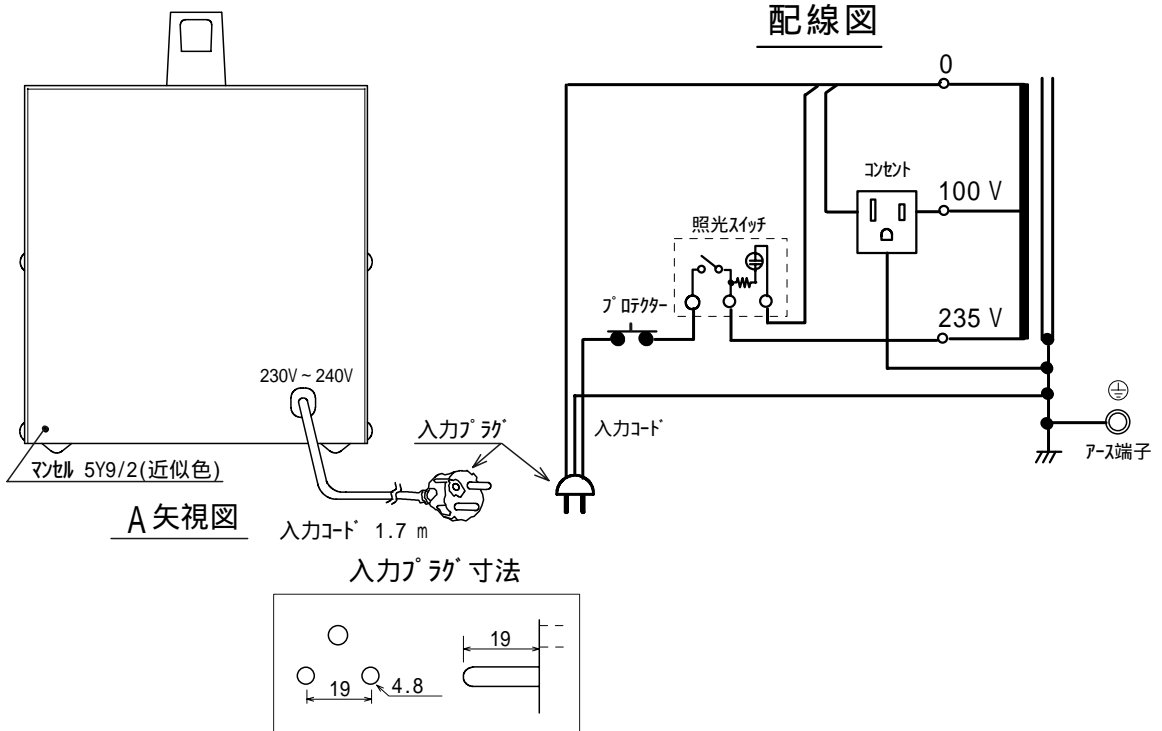 配線図
0
コンセント
100 V
照光スイッチ
プロテクター
235 V
230V~240V
入力プラグ
入力コード
アース端子
マンセル 5Y9/2(近似色)
A 矢視図
入力コード 1.7 m
入力プラグ寸法
19
19
4.8